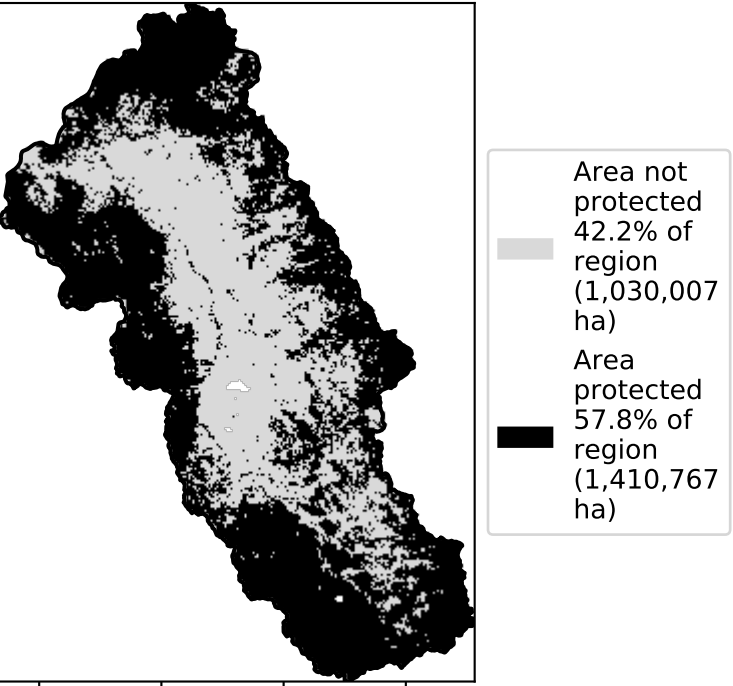 Area not
protected
42.2% of
region
(1,030,007
ha)
Area
protected
57.8% of
region
(1,410,767
ha)